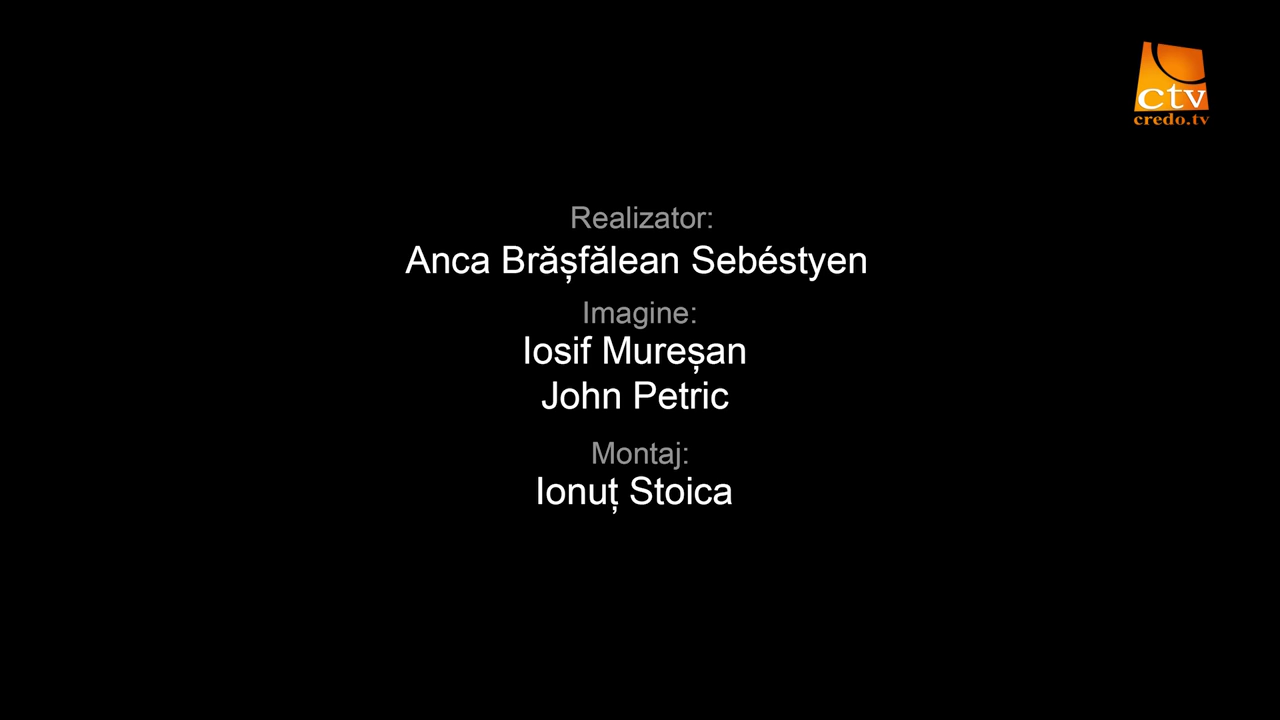 ctv
credo.tv
Realizator:
Anca Brășfălean Sebéstyen
Imagine:
Iosif Mureșan
John Petric
Montaj:
Ionuț Stoica